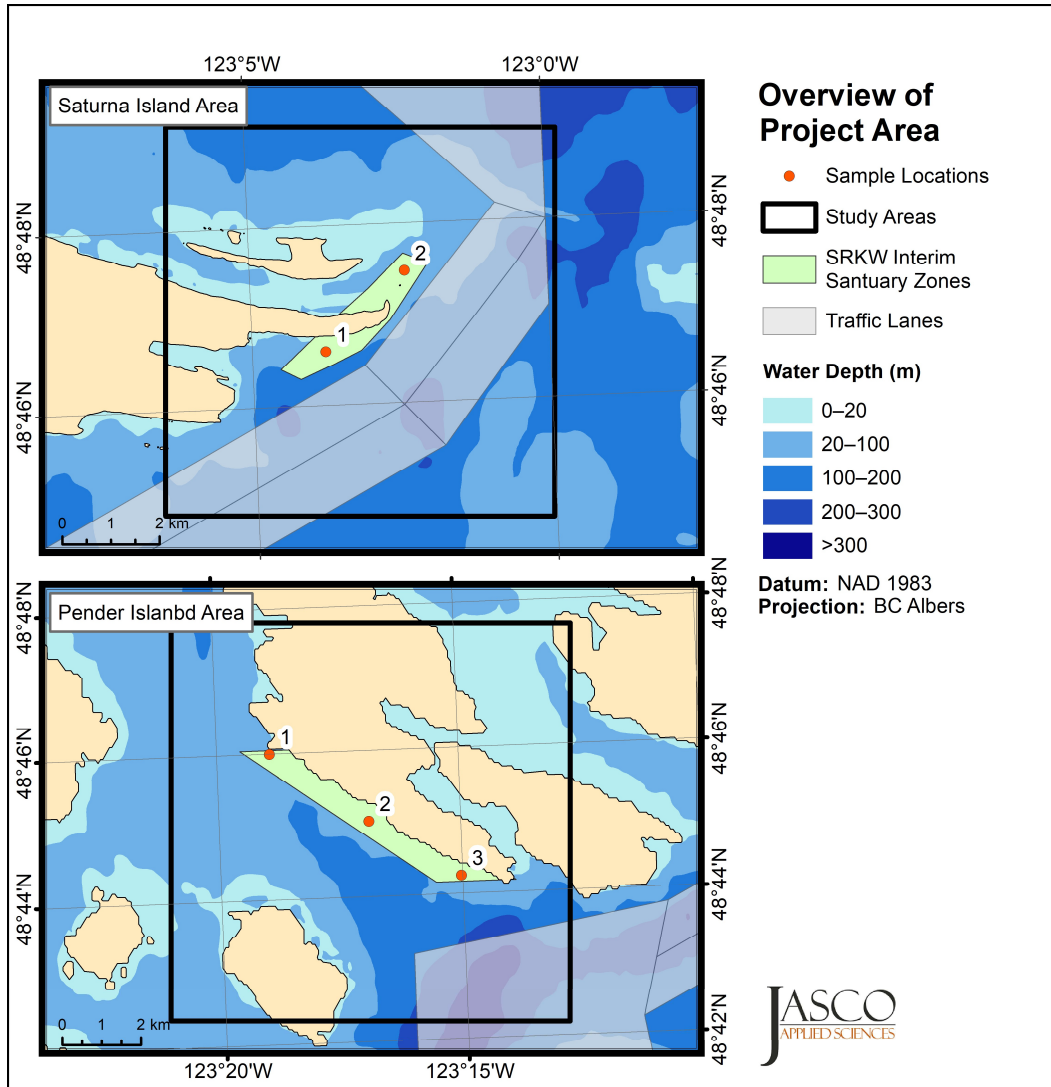 123°5'W
123°0'W
Saturna Island Area
48°48'N
48°48'N
2
1
48°46'N
48°46'N
0 1 2 km
Pender Islanbd Area
48°48'N
48°48'N
1
48°46'N
48°46'N
2
3
48°44'N
48°44'N
48°42'N
0 1 2 km
123°20'W
123°15'W
Overview of
Project Area
Sample Locations
Study Areas
SRKW Interim
Santuary Zones
Traffic Lanes
Water Depth (m)
0–20
20–100
100–200
200–300
>300
Datum: NAD 1983
Projection: BC Albers
JASCO
APPLIED SCIENCES